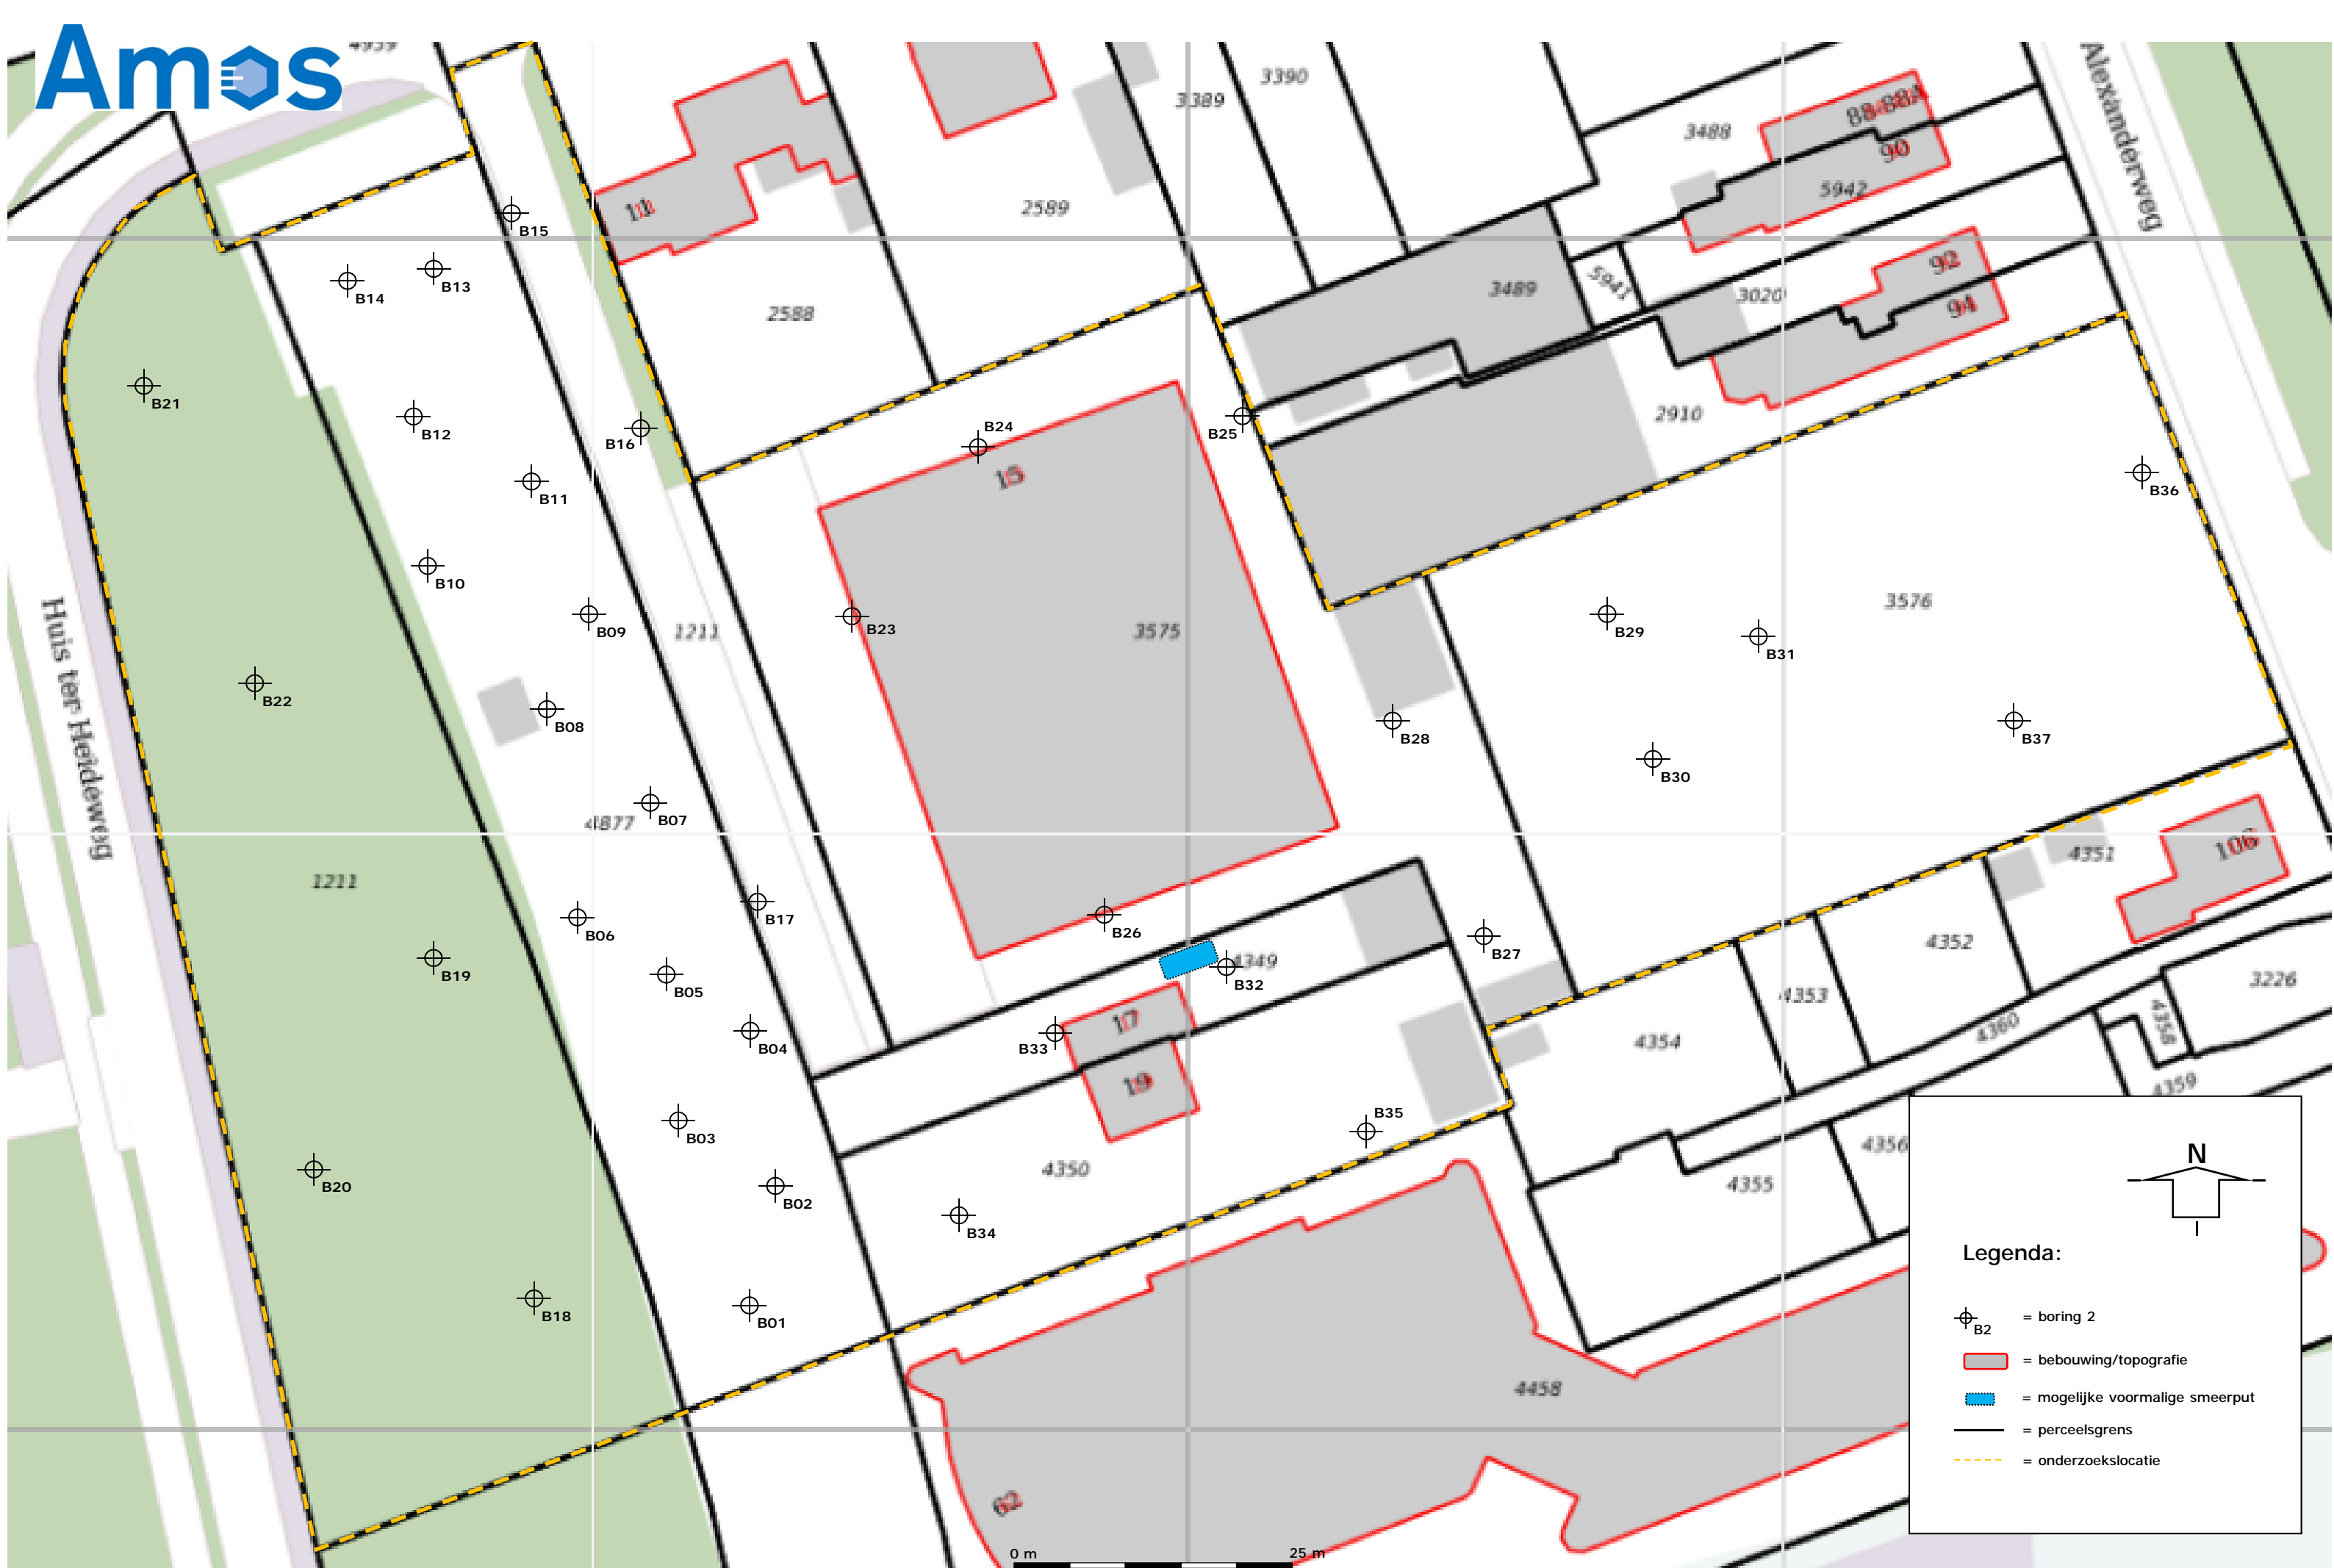 Amos
4939
3390
3389
3488
88-88A
90
5942
Alexanderweg
11
2589
B15
B13
B14
2588
3489
5941
3020
92
94
B21
B12
B16
B24
B25
2910
B11
15
B36
B10
B09
1211
B23
3575
B29
3576
B31
Huis ter Heideweg
B22
B08
B28
B37
B30
B07
4877
1211
4351
106
B17
B06
B26
B27
4352
B19
B05
4349
B32
4353
3226
B04
B33
17
4354
4360
4358
19
4359
B03
B35
4350
4356
B20
B02
4355
B34
B18
B01
4458
62
N
Legenda:
B2 = boring 2
= bebouwing/topografie
= mogelijke voormalige smeerput
= perceelsgrens
= onderzoekslocatie
0 m 25 m